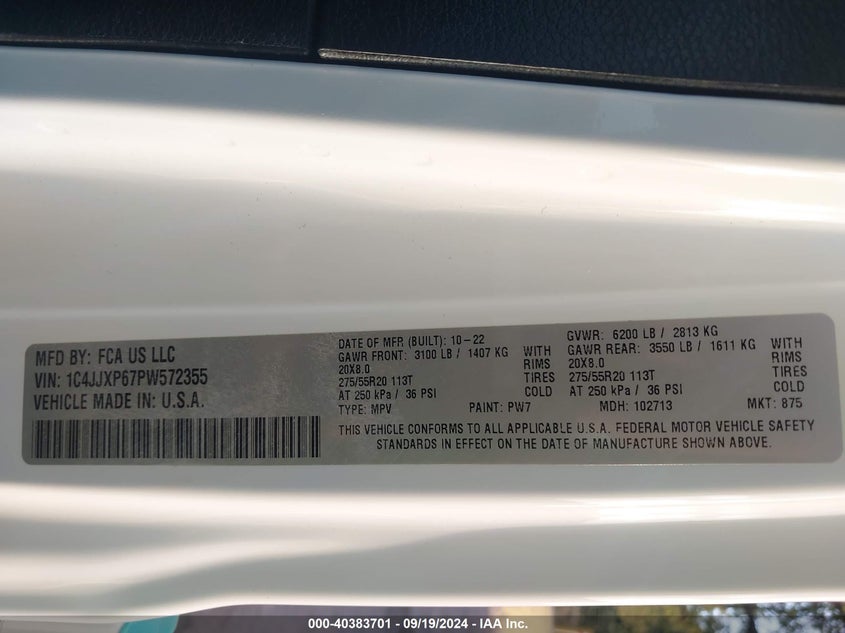 MFD BY: FCA US LLC
VIN: 1C4JJXP67PW572355
VEHICLE MADE IN: U.S.A.
DATE OF MFR (BUILT): 10-22
GAWR FRONT: 3100 LB / 1407 KG WITH
20X8.0 RIMS
275/55R20 113T TIRES
AT 250 kPa / 36 PSI COLD
GVWR: 6200 LB / 2813 KG
GAWR REAR: 3550 LB / 1611 KG WITH
20X8.0 RIMS
275/55R20 113T TIRES
AT 250 kPa / 36 PSI COLD
TYPE: MPV PAINT: PW7 MDH: 102713 MKT: 875
THIS VEHICLE CONFORMS TO ALL APPLICABLE U.S.A. FEDERAL MOTOR VEHICLE SAFETY
STANDARDS IN EFFECT ON THE DATE OF MANUFACTURE SHOWN ABOVE.
000-40383701 - 09/19/2024 - IAA Inc.